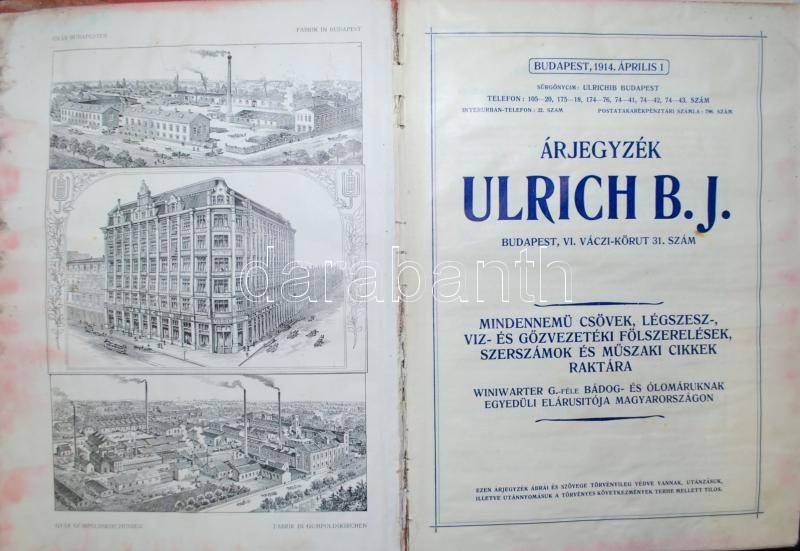 GYÁR BUDAPESTEN
FABRIK IN BUDAPEST
GYÁR GUMPOLDSKIRCHENBEN
FABRIK IN GUMPOLDSKIRCHEN
BUDAPEST, 1914. ÁPRILIS 1
SÜRGÖNYCIM: ULRICHIB BUDAPEST
TELEFON: 105—20, 175—18, 174—76, 74—41, 74—42, 74—43. SZÁM
INTERURBAN-TELEFON: 22. SZÁM POSTATAKARÉKPÉNZTÁRI SZÁMLA: 796. SZÁM
ÁRJEGYZÉK
ULRICH B. J.
BUDAPEST, VI. VÁCZI-KÖRUT 31. SZÁM
MINDENNEMÜ CSÖVEK, LÉGSZESZ-,
VIZ- ÉS GŐZVEZETÉKI FÖLSZERELÉSEK,
SZERSZÁMOK ÉS MŰSZAKI CIKKEK
RAKTÁRA
WINIWARTER G.-FÉLE BÁDOG- ÉS ÓLOMÁRUKNAK
EGYEDÜLI ELÁRUSITÓJA MAGYARORSZÁGON
EZEN ÁRJEGYZÉK ÁBRÁI ÉS SZÖVEGE TÖRVÉNYILEG VÉDVE VANNAK, UTÁNZÁSUK,
ILLETVE UTÁNNYOMÁSUK A TÖRVÉNYES KÖVETKEZMÉNYEK TERHE MELLETT TILOS.
darabanth